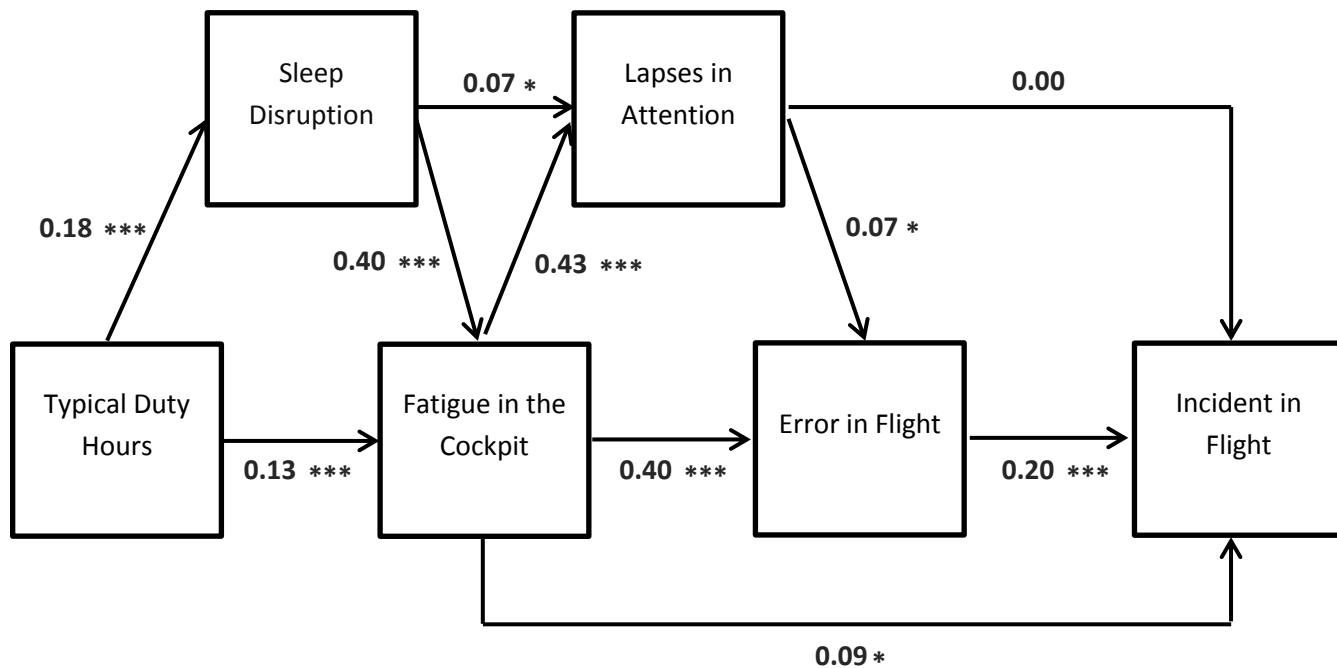 Sleep
Disruption
0.07 *
Lapses in
Attention
0.00
0.18 ***
0.40 ***
0.43 ***
0.07 *
Typical Duty
Hours
0.13 ***
Fatigue in the
Cockpit
0.40 ***
Error in Flight
0.20 ***
Incident in
Flight
0.09 *